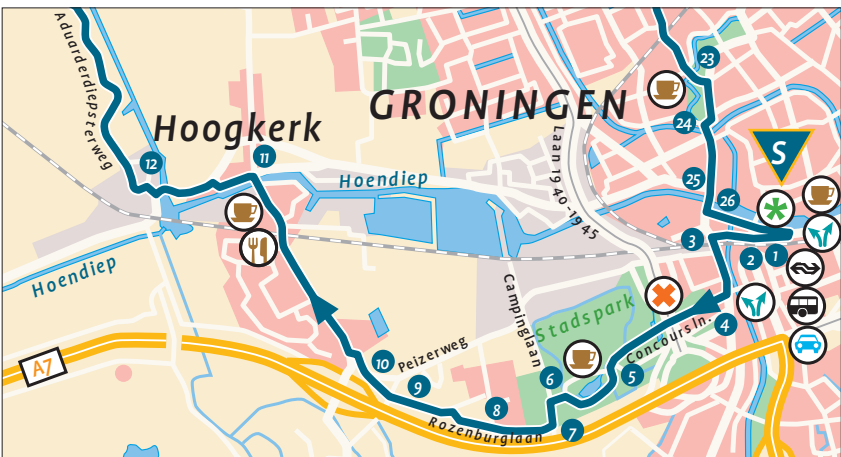 Aduarderdiepsterweg
Hoogkerk
GRONINGEN
Laan 1940-1945
Hoendiep
Hoendiep
Stadspark
Campinglaan
Concours ln.
Peizerweg
Rozenburglaan
A7
S
1
2
3
4
5
6
7
8
9
10
11
12
23
24
25
26